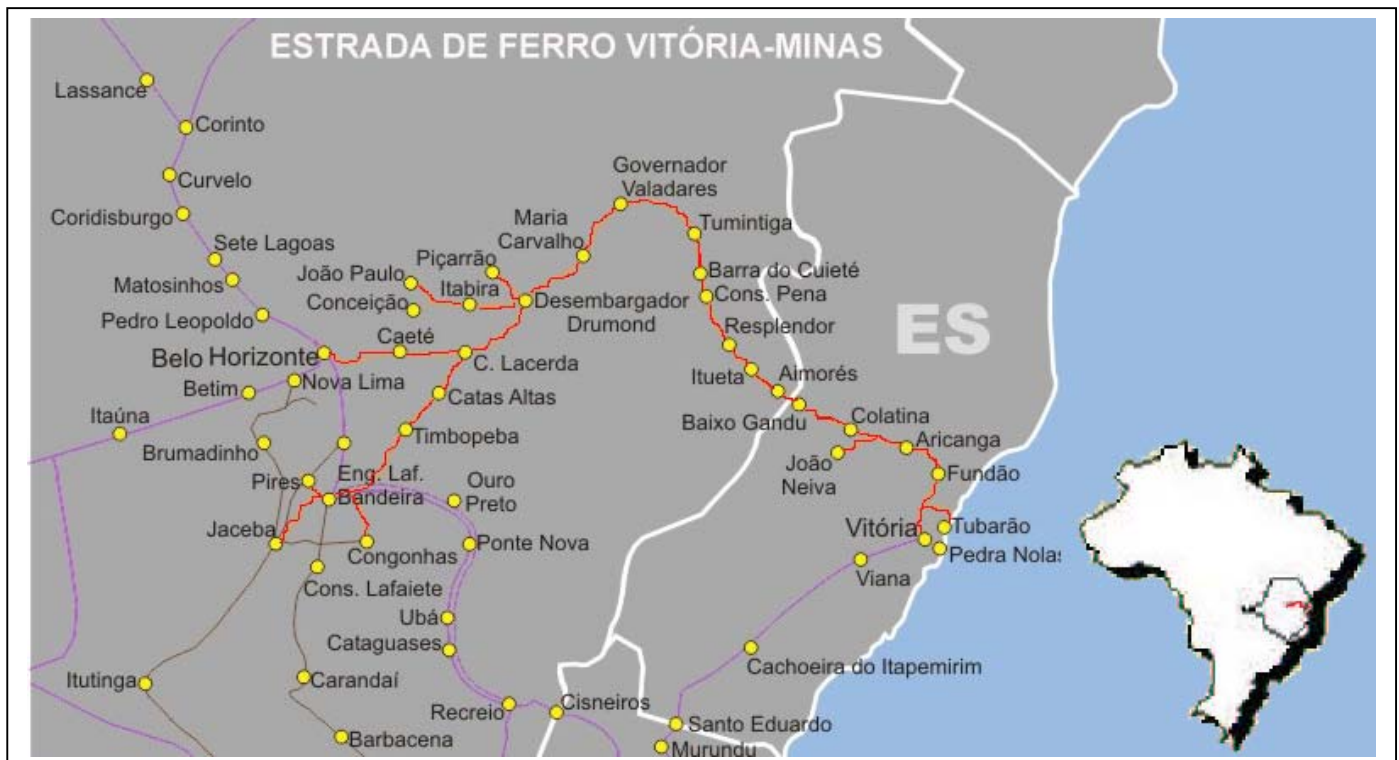 ESTRADA DE FERRO VITÓRIA-MINAS
Lassance
Corinto
Curvelo
Coridisburgo
Sete Lagoas
Matosinhos
Pedro Leopoldo
Belo Horizonte
Governador
Valadares
Maria
Carvalho
Tumintiga
Piçarrão
João Paulo
Conceição
Itabira
Desembargador
Drumond
Barra do Cuieté
Cons. Pena
Resplendor
ES
Caeté
C. Lacerda
Nova Lima
Betim
Itaúna
Catas Altas
Itueta
Aimorés
Baixo Gandu
Colatina
Aricanga
Timbopeba
Brumadinho
João
Neiva
Fundão
Pires
Eng. Laf.
Bandeira
Ouro
Preto
Jaceba
Congonhas
Ponte Nova
Vitória
Tubarão
Pedra Nolas
Viana
Cons. Lafaiete
Ubá
Cataguases
Cachoeira do Itapemirim
Itutinga
Carandaí
Recreio
Cisneiros
Santo Eduardo
Barbacena
Murundu